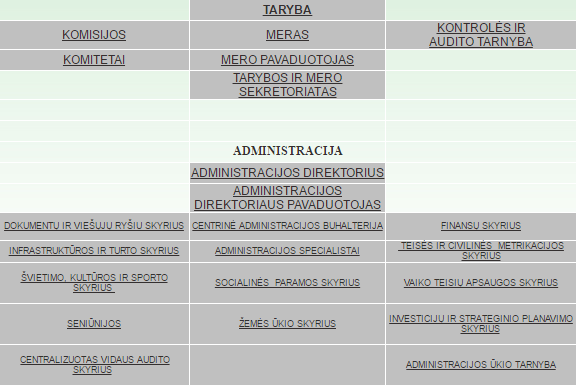 TARYBA
KOMISIJOS
MERAS
KONTROLĖS IR
AUDITO TARNYBA
KOMITETAI
MERO PAVADUOTOJAS
TARYBOS IR MERO
SEKRETORIATAS
ADMINISTRACIJA
ADMINISTRACIJOS DIREKTORIUS
ADMINISTRACIJOS
DIREKTORIAUS PAVADUOTOJAS
DOKUMENTŲ IR VIEŠŲJŲ RYŠIŲ SKYRIUS
CENTRINĖ ADMINISTRACIJOS BUHALTERIJA
FINANSŲ SKYRIUS
INFRASTRUKTŪROS IR TURTO SKYRIUS
ADMINISTRACIJOS SPECIALISTAI
TEISĖS IR CIVILINĖS METRIKACIJOS
SKYRIUS
ŠVIETIMO, KULTŪROS IR SPORTO
SKYRIUS
SOCIALINĖS PARAMOS SKYRIUS
VAIKO TEISIŲ APSAUGOS SKYRIUS
SENIŪNIJOS
ŽEMĖS ŪKIO SKYRIUS
INVESTICIJŲ IR STRATEGINIO PLANAVIMO
SKYRIUS
CENTRALIZUOTAS VIDAUS AUDITO
SKYRIUS
ADMINISTRACIJOS ŪKIO TARNYBA